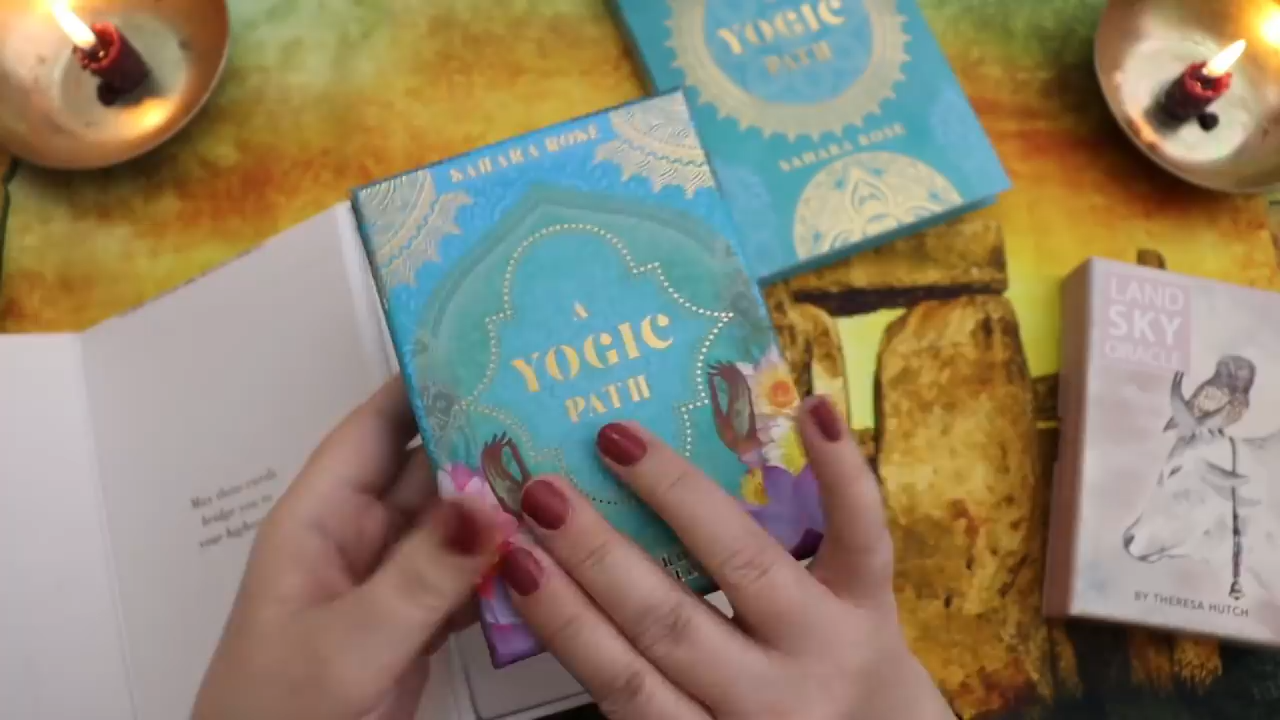 YOGIC
PATH
SAHARA ROSE
SAHARA ROSE
A
YOGIC
PATH
LAND
SKY
ORACLE
BY THERESA HUTCH
May these cards
bridge you to
your highest